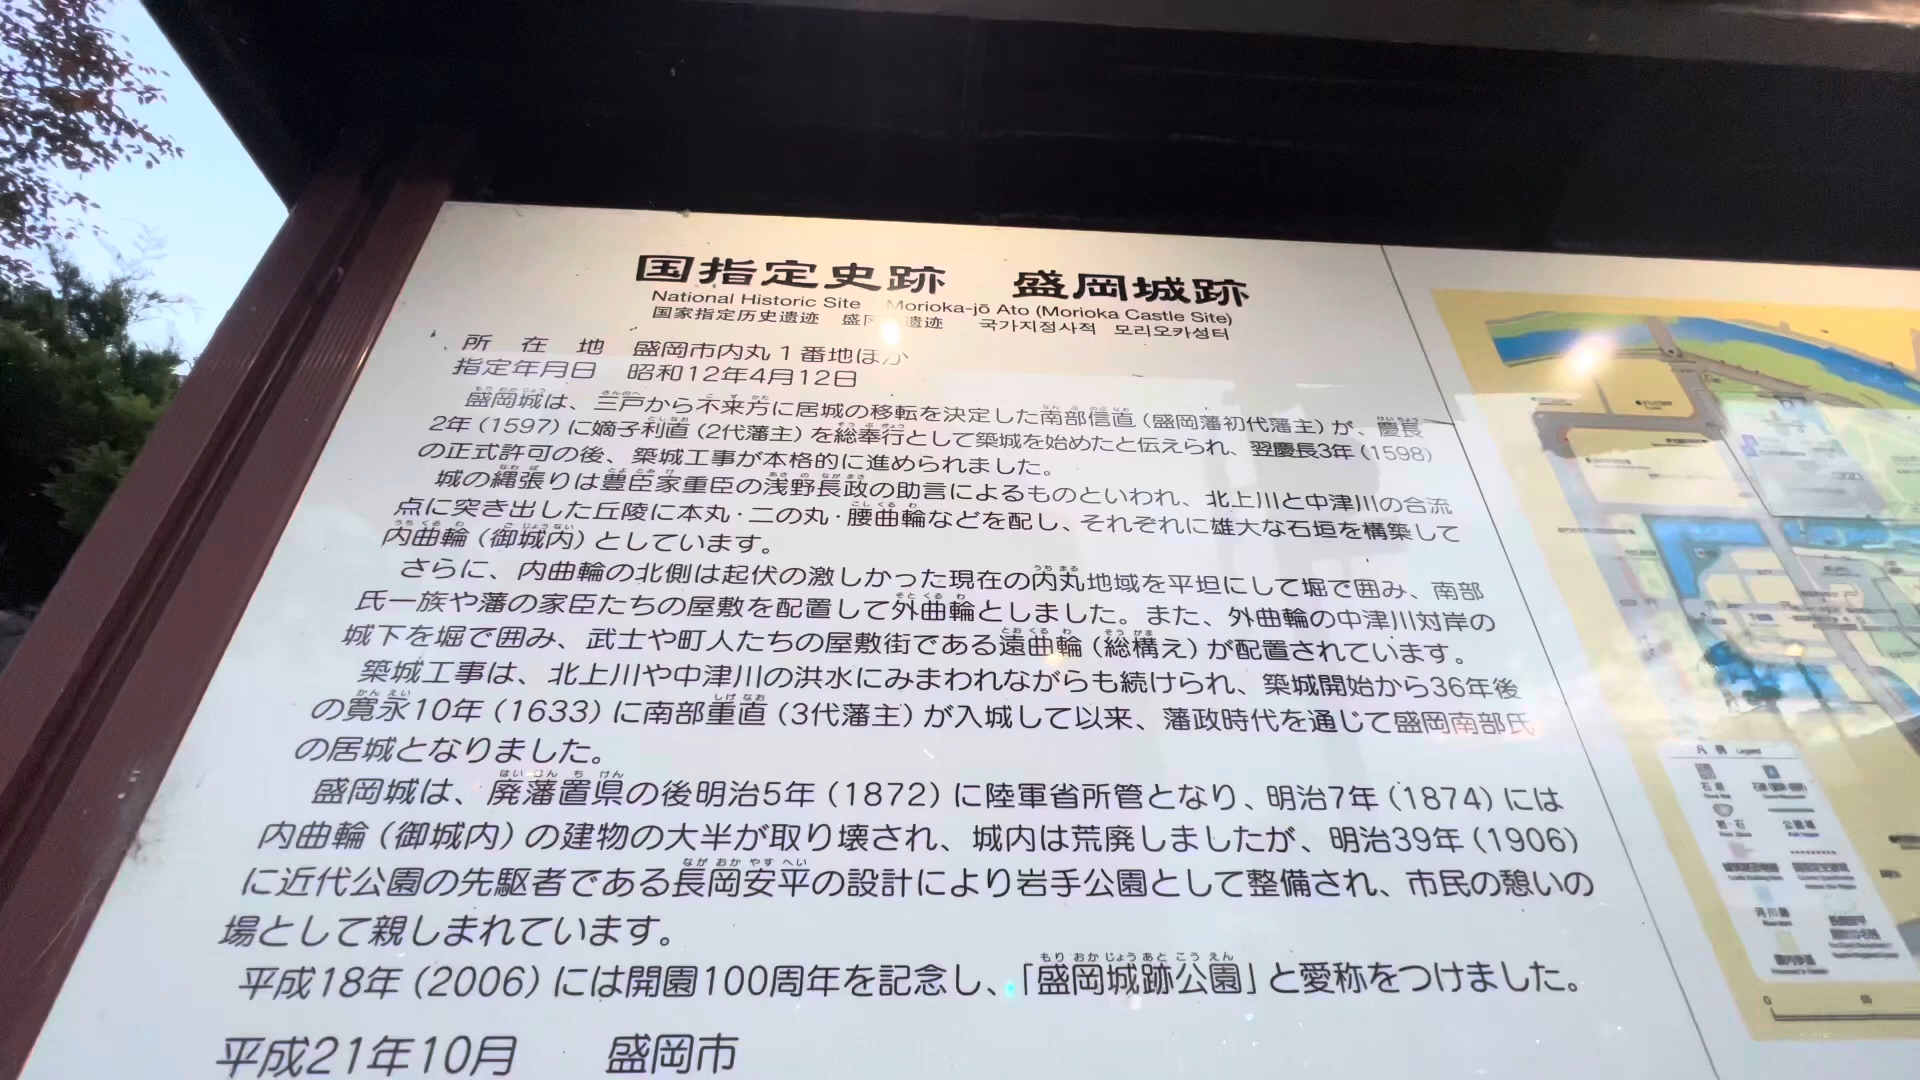 国指定史跡　盛岡城跡
National Historic Site　Morioka-jō Ato (Morioka Castle Site)
国家指定历史遗迹　盛　遗迹　국가지정사적　모리오카성터
所在地　盛岡市内丸1番地ほか
指定年月日　昭和12年4月12日
盛岡城は、三戸から不来方に居城の移転を決定した南部信直（盛岡藩初代藩主）が、慶長
2年（1597）に嫡子利直（2代藩主）を総奉行として築城を始めたと伝えられ、翌慶長3年（1598）
の正式許可の後、築城工事が本格的に進められました。
城の縄張りは豊臣家重臣の浅野長政の助言によるものといわれ、北上川と中津川の合流
点に突き出した丘陵に本丸・二の丸・腰曲輪などを配し、それぞれに雄大な石垣を構築して
内曲輪（御城内）としています。
さらに、内曲輪の北側は起伏の激しかった現在の内丸地域を平坦にして堀で囲み、南部
氏一族や藩の家臣たちの屋敷を配置して外曲輪としました。また、外曲輪の中津川対岸の
城下を堀で囲み、武士や町人たちの屋敷街である遠曲輪（総構え）が配置されています。
築城工事は、北上川や中津川の洪水にみまわれながらも続けられ、築城開始から36年後
の寛永10年（1633）に南部重直（3代藩主）が入城して以来、藩政時代を通じて盛岡南部氏
の居城となりました。
盛岡城は、廃藩置県の後明治5年（1872）に陸軍省所管となり、明治7年（1874）には
内曲輪（御城内）の建物の大半が取り壊され、城内は荒廃しましたが、明治39年（1906）
に近代公園の先駆者である長岡安平の設計により岩手公園として整備され、市民の憩いの
場として親しまれています。
平成18年（2006）には開園100周年を記念し、「盛岡城跡公園」と愛称をつけました。
平成21年10月　盛岡市
凡例 Legend
石垣
岩・石
公園場
河川跡
園内歩道
0